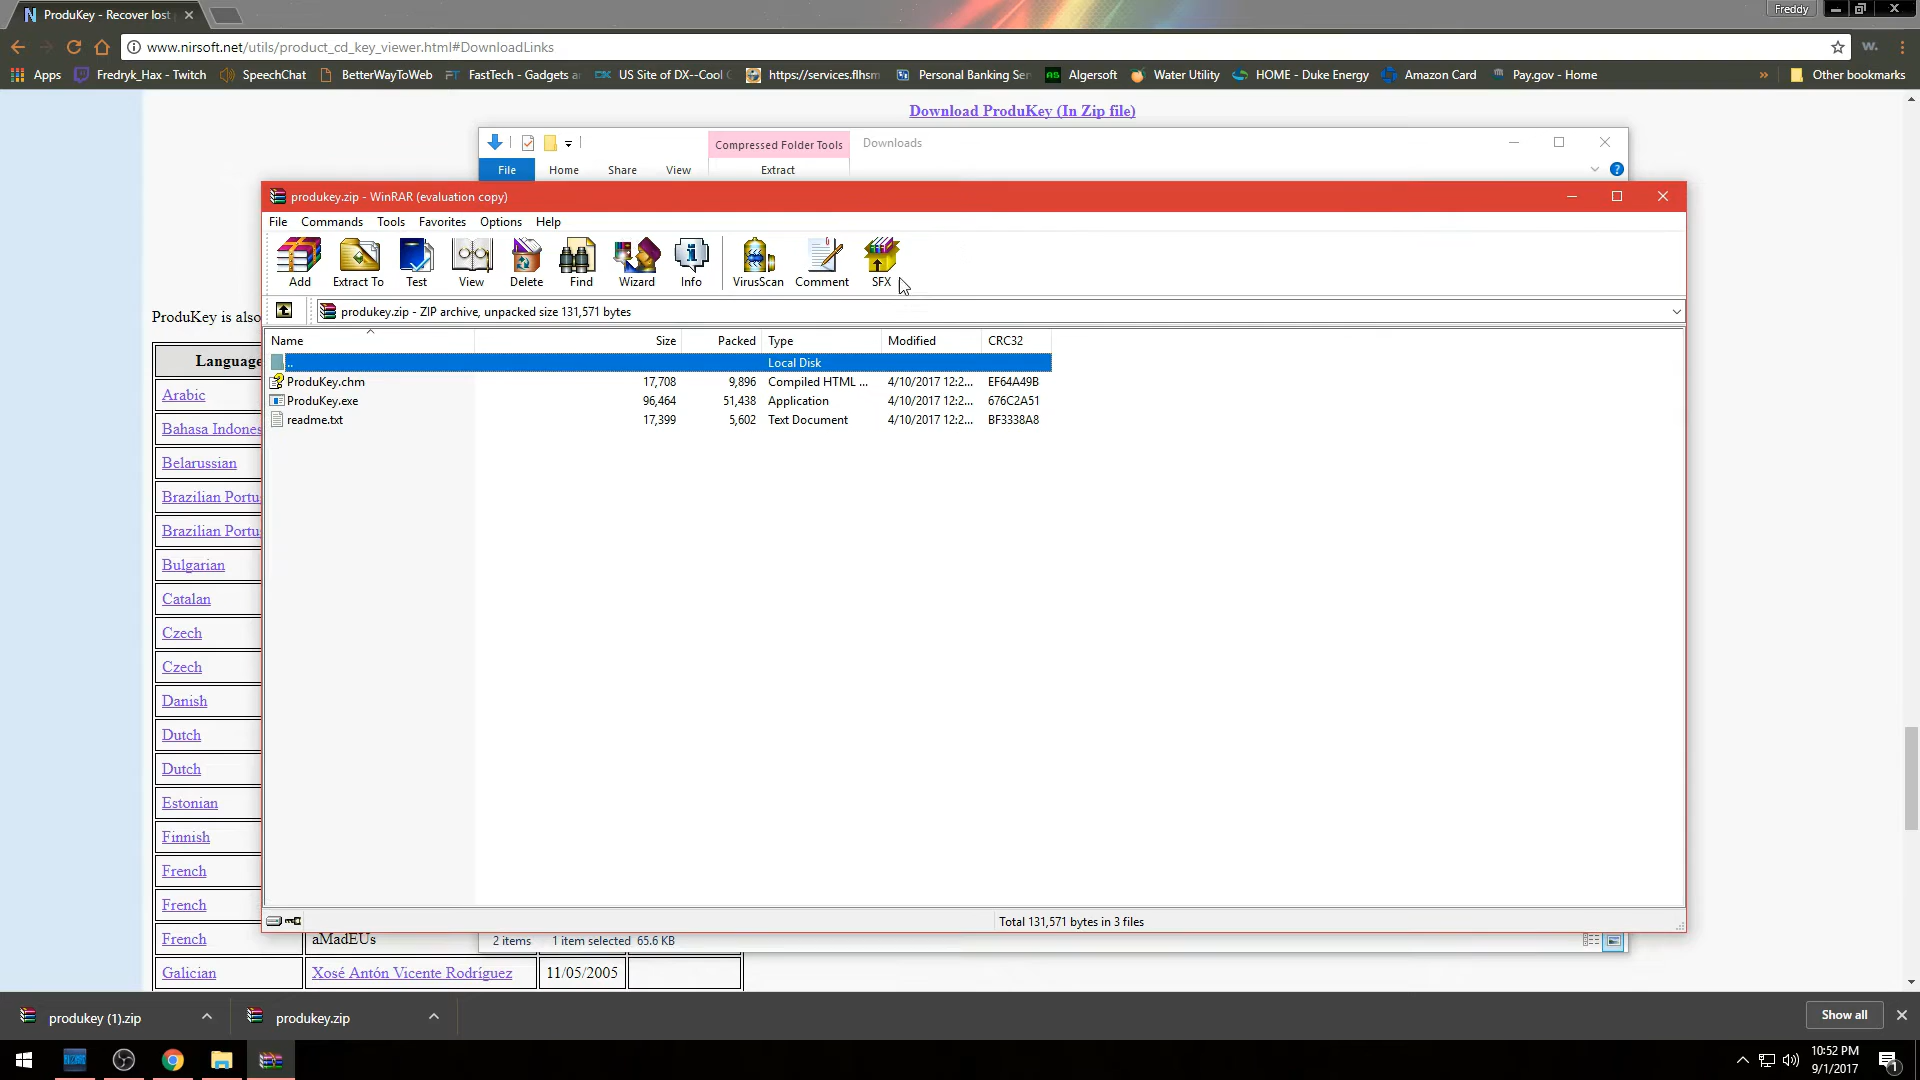 ProduKey - Recover lost
Freddy
www.nirsoft.net/utils/product_cd_key_viewer.html#DownloadLinks
w.
Apps
Fredryk_Hax - Twitch
SpeechChat
BetterWayToWeb
FT FastTech - Gadgets a
DX US Site of DX--Cool
https://services.flhsm
Personal Banking Ser
AG Algersoft
Water Utility
HOME - Duke Energy
Amazon Card
Pay.gov - Home
»
Other bookmarks
Download ProduKey (In Zip file)
Compressed Folder Tools
Downloads
File
Home
Share
View
Extract
produkey.zip - WinRAR (evaluation copy)
File Commands Tools Favorites Options Help
Add
Extract To
Test
View
Delete
Find
Wizard
Info
VirusScan
Comment
SFX
produkey.zip - ZIP archive, unpacked size 131,571 bytes
Name Size Packed Type Modified CRC32
.. Local Disk
ProduKey.chm 17,708 9,896 Compiled HTML ... 4/10/2017 12:2... EF64A49B
ProduKey.exe 96,464 51,438 Application 4/10/2017 12:2... 676C2A51
readme.txt 17,399 5,602 Text Document 4/10/2017 12:2... BF3338A8
Total 131,571 bytes in 3 files
2 items 1 item selected 65.6 KB
ProduKey is also
Language
Arabic
Bahasa Indones
Belarussian
Brazilian Portu
Brazilian Portu
Bulgarian
Catalan
Czech
Czech
Danish
Dutch
Dutch
Estonian
Finnish
French
French
French aMadEUs
Galician Xosé Antón Vicente Rodríguez 11/05/2005
produkey (1).zip
produkey.zip
Show all
10:52 PM
9/1/2017
1